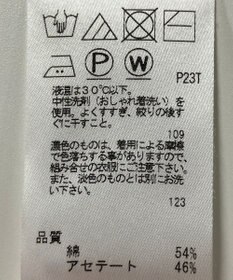 P W
P23T
液温は30℃以下。
中性洗剤(おしゃれ着洗い)を
使用。よくすすぎ、絞りの後す
ぐに干すこと。
109
濃色のものは、着用による摩擦
で色落ちする事がありますので、
組み合せの衣服にご注意下さい。
また、淡色のものとは別にお洗
い下さい。
123
品質
綿 54%
アセテート 46%